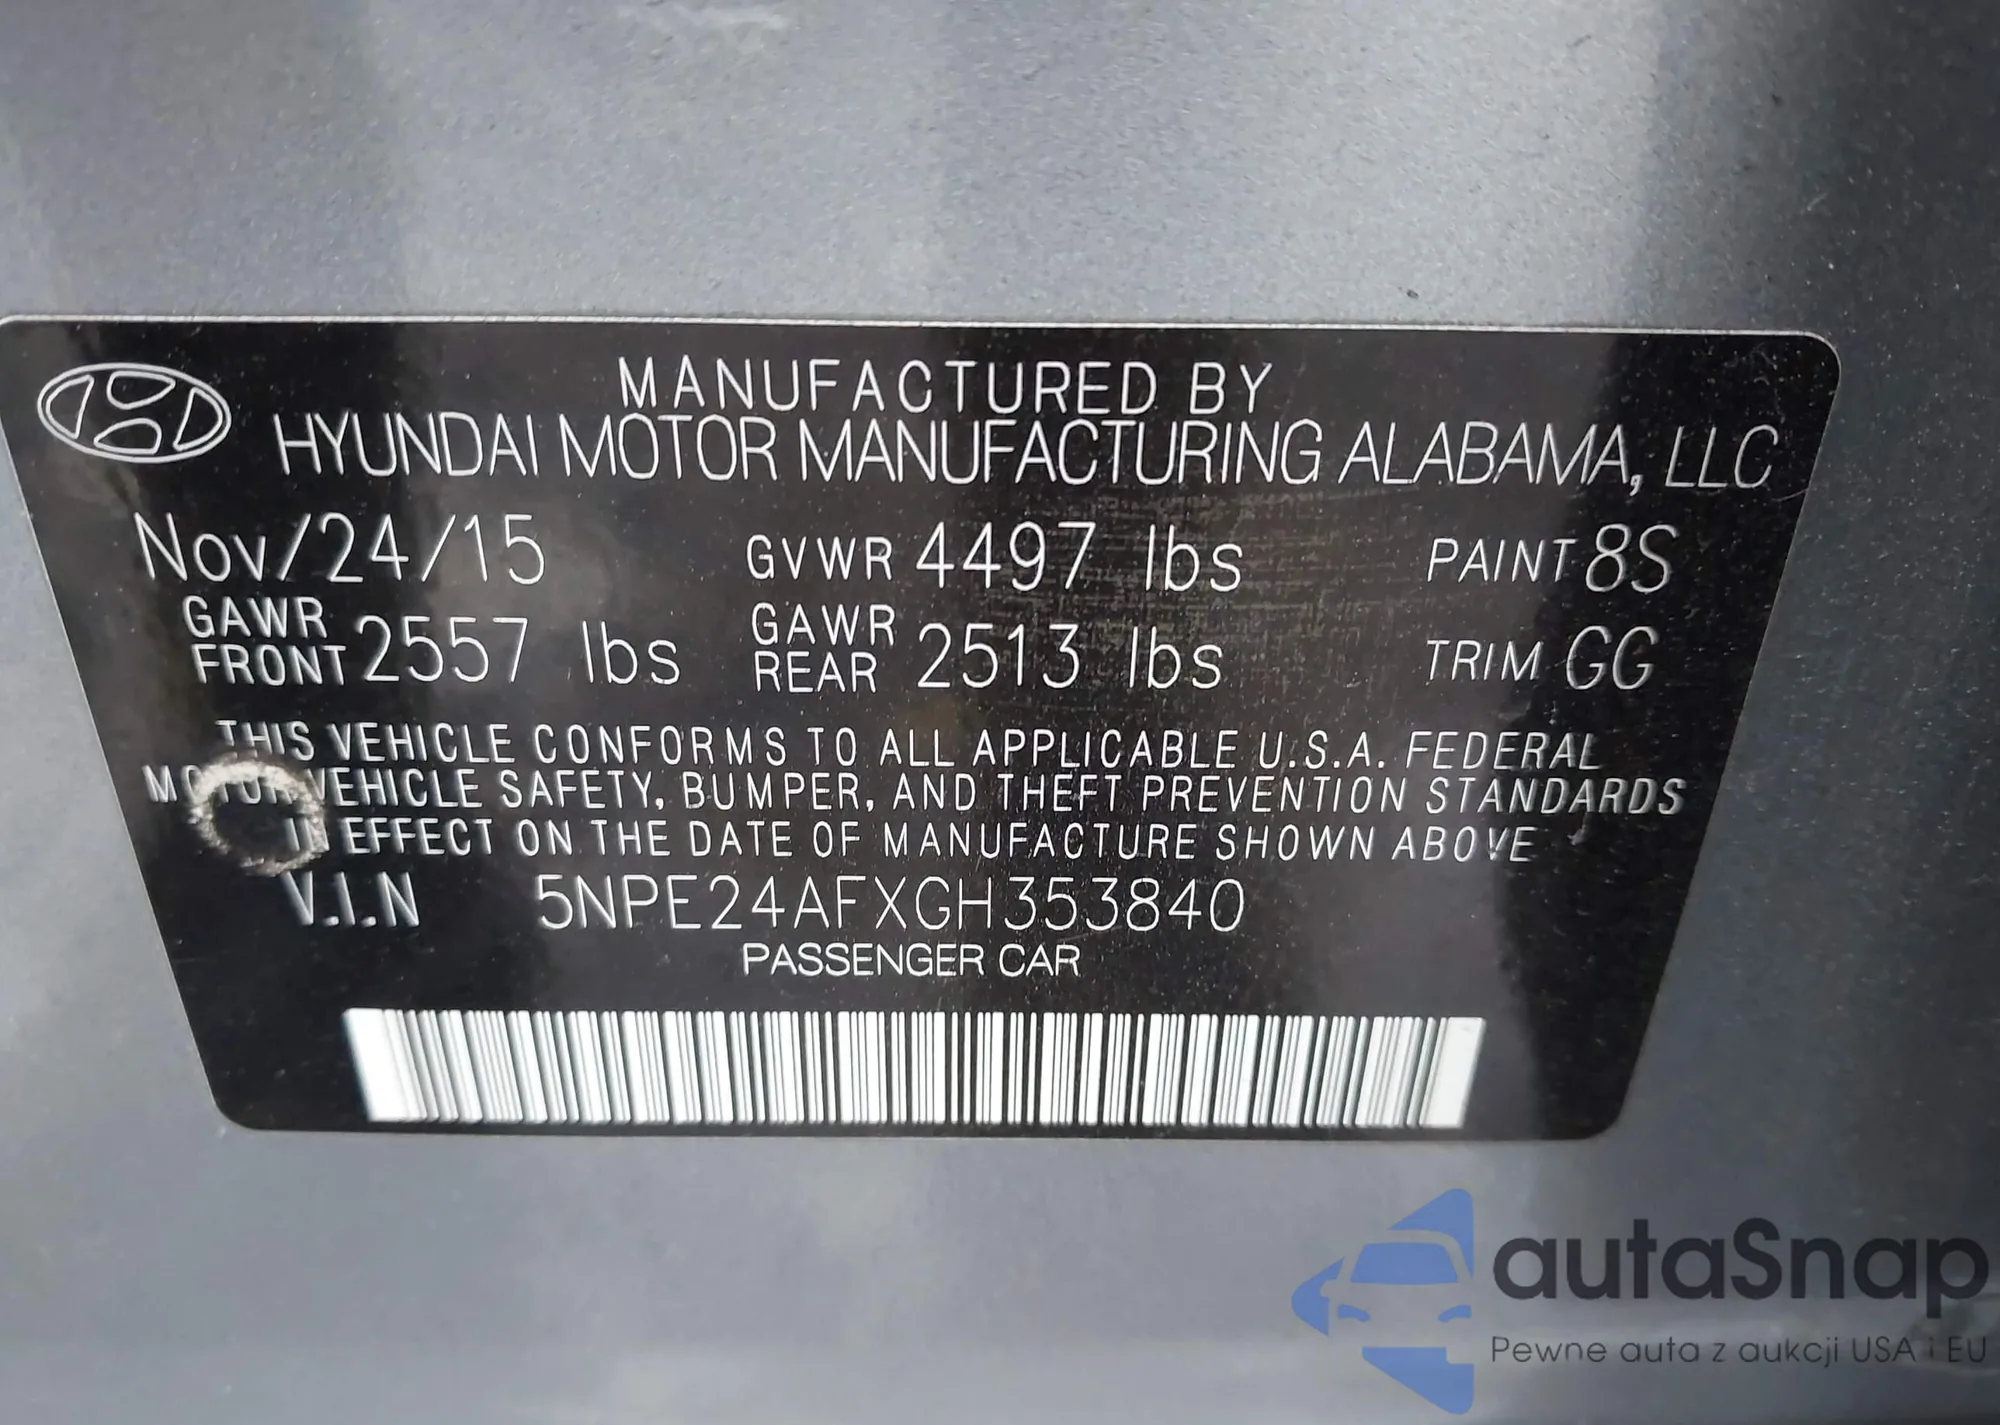 MANUFACTURED BY
HYUNDAI MOTOR MANUFACTURING ALABAMA, LLC
Nov/24/15 GVWR 4497 lbs PAINT 8S
GAWR FRONT 2557 lbs GAWR REAR 2513 lbs TRIM GG
THIS VEHICLE CONFORMS TO ALL APPLICABLE U.S.A. FEDERAL
MOTOR VEHICLE SAFETY, BUMPER, AND THEFT PREVENTION STANDARDS
IN EFFECT ON THE DATE OF MANUFACTURE SHOWN ABOVE
V.I.N 5NPE24AFXGH353840
PASSENGER CAR
autaSnap
Pewne auta z aukcji USA i EU